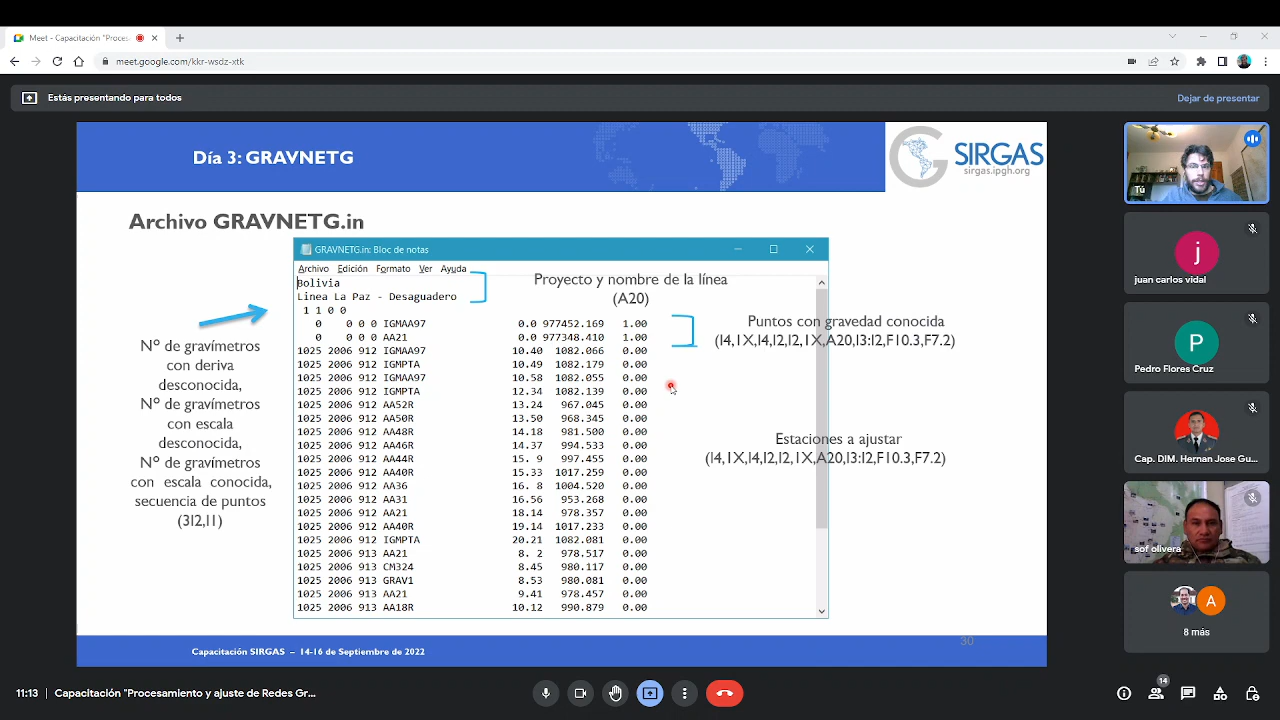 Meet - Capacitación "Proces
meet.google.com/kkr-wsdz-xtk
Estás presentando para todos
Dejar de presentar
Día 3: GRAVNETG
SIRGAS
sirgas.ipgh.org
Archivo GRAVNETG.in
GRAVNETG.in: Bloc de notas
Archivo Edición Formato Ver Ayuda
Bolivia
Linea La Paz - Desaguadero
1 1 0 0
0 0 0 0 IGMAA97 0.0 977452.169 1.00
0 0 0 0 AA21 0.0 977348.410 1.00
1025 2006 912 IGMAA97 10.40 1082.066 0.00
1025 2006 912 IGMPTA 10.49 1082.179 0.00
1025 2006 912 IGMAA97 10.58 1082.055 0.00
1025 2006 912 IGMPTA 12.34 1082.139 0.00
1025 2006 912 AA52R 13.24 967.045 0.00
1025 2006 912 AA50R 13.50 968.345 0.00
1025 2006 912 AA48R 14.18 981.500 0.00
1025 2006 912 AA46R 14.37 994.533 0.00
1025 2006 912 AA44R 15. 9 997.455 0.00
1025 2006 912 AA40R 15.33 1017.259 0.00
1025 2006 912 AA36 16. 8 1004.520 0.00
1025 2006 912 AA31 16.56 953.268 0.00
1025 2006 912 AA21 18.14 978.357 0.00
1025 2006 912 AA40R 19.14 1017.233 0.00
1025 2006 912 IGMPTA 20.21 1082.081 0.00
1025 2006 913 AA21 8. 2 978.517 0.00
1025 2006 913 CM324 8.45 980.117 0.00
1025 2006 913 GRAV1 8.53 980.081 0.00
1025 2006 913 AA21 9.41 978.457 0.00
1025 2006 913 AA18R 10.12 990.879 0.00
Proyecto y nombre de la línea
(A20)
Puntos con gravedad conocida
(I4,1X,I4,I2,I2,1X,A20,I3:I2,F10.3,F7.2)
Estaciones a ajustar
(I4,1X,I4,I2,I2,1X,A20,I3:I2,F10.3,F7.2)
Nº de gravímetros
con deriva
desconocida,
Nº de gravímetros
con escala
desconocida,
Nº de gravímetros
con escala conocida,
secuencia de puntos
(3I2,I1)
30
Capacitación SIRGAS – 14-16 de Septiembre de 2022
Tú
j
juan carlos vidal
P
Pedro Flores Cruz
Cap. DIM. Hernan Jose Gu...
sof olivera
A
8 más
11:13 | Capacitación "Procesamiento y ajuste de Redes Gr...
14